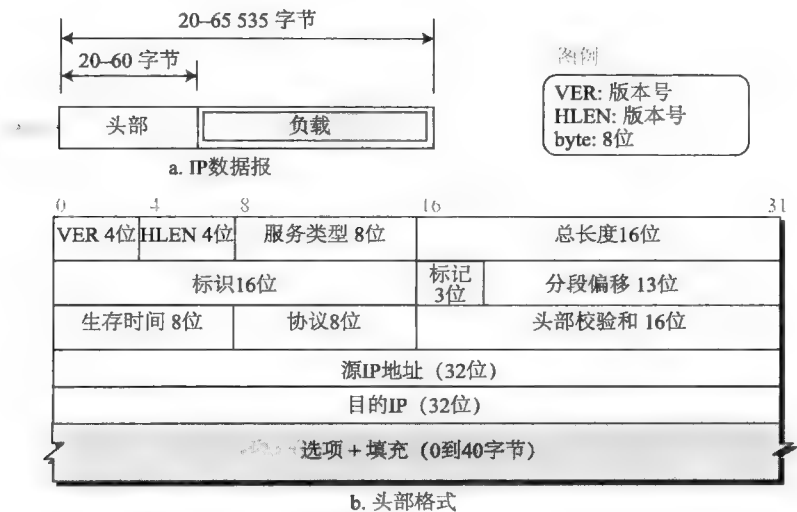 20–65 535 字节
20–60 字节
头部
负载
a. IP数据报
图例
VER: 版本号
HLEN: 版本号
byte: 8位
0 4 8 16 31
VER 4位 HLEN 4位 服务类型 8位 总长度16位
标识16位 标记 3位 分段偏移 13位
生存时间 8位 协议8位 头部校验和 16位
源IP地址（32位）
目的IP（32位）
选项 + 填充（0到40字节）
b. 头部格式